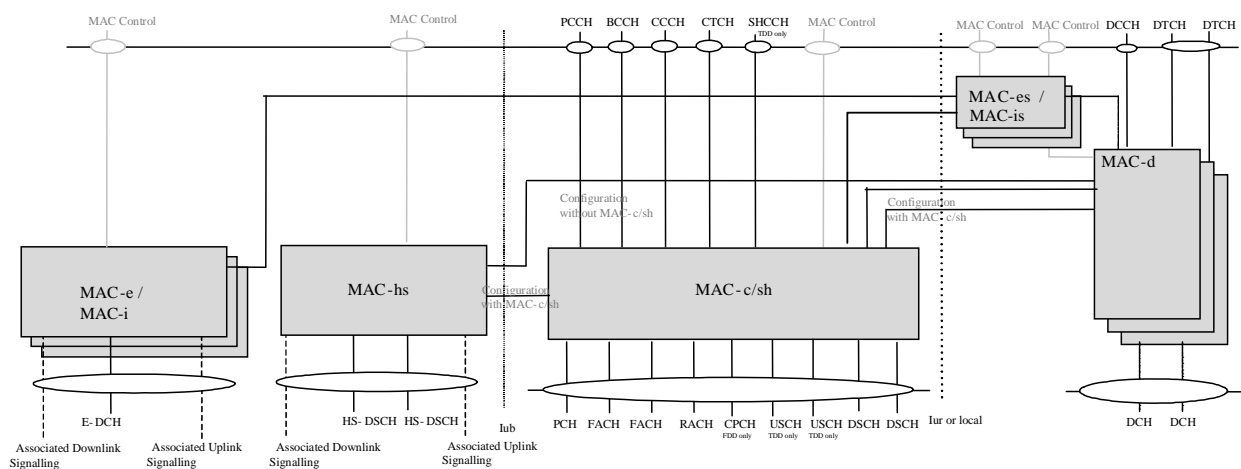 MAC Control
MAC Control
PCCH
BCCH
CCCH
CTCH
SHCCH
TDD only
MAC Control
MAC Control
MAC Control
DCCH
DTCH
DTCH
MAC-es /
MAC-is
MAC-d
Configuration
without MAC-c/sh
Configuration
with MAC-c/sh
MAC-e /
MAC-i
MAC-hs
Configuration
with MAC-c/sh
MAC-c/sh
E-DCH
HS-DSCH
HS-DSCH
Iub
PCH
FACH
FACH
RACH
CPCH
FDD only
USCH
TDD only
USCH
TDD only
DSCH
DSCH
Iur or local
DCH
DCH
Associated Downlink
Signalling
Associated Uplink
Signalling
Associated Downlink
Signalling
Associated Uplink
Signalling